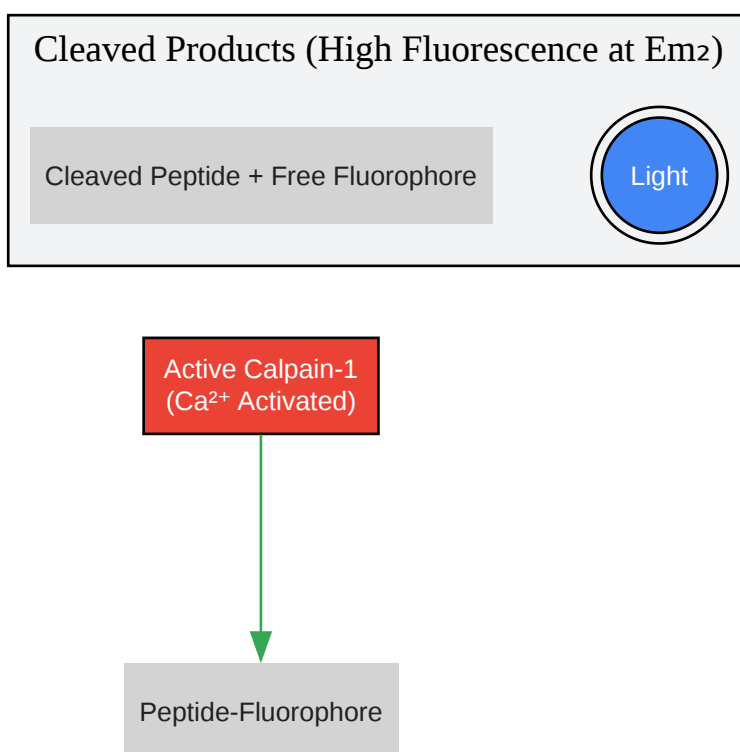 Cleaved Products (High Fluorescence at Em₂)
Cleaved Peptide + Free Fluorophore
Light
Active Calpain-1
(Ca²⁺ Activated)
Peptide-Fluorophore